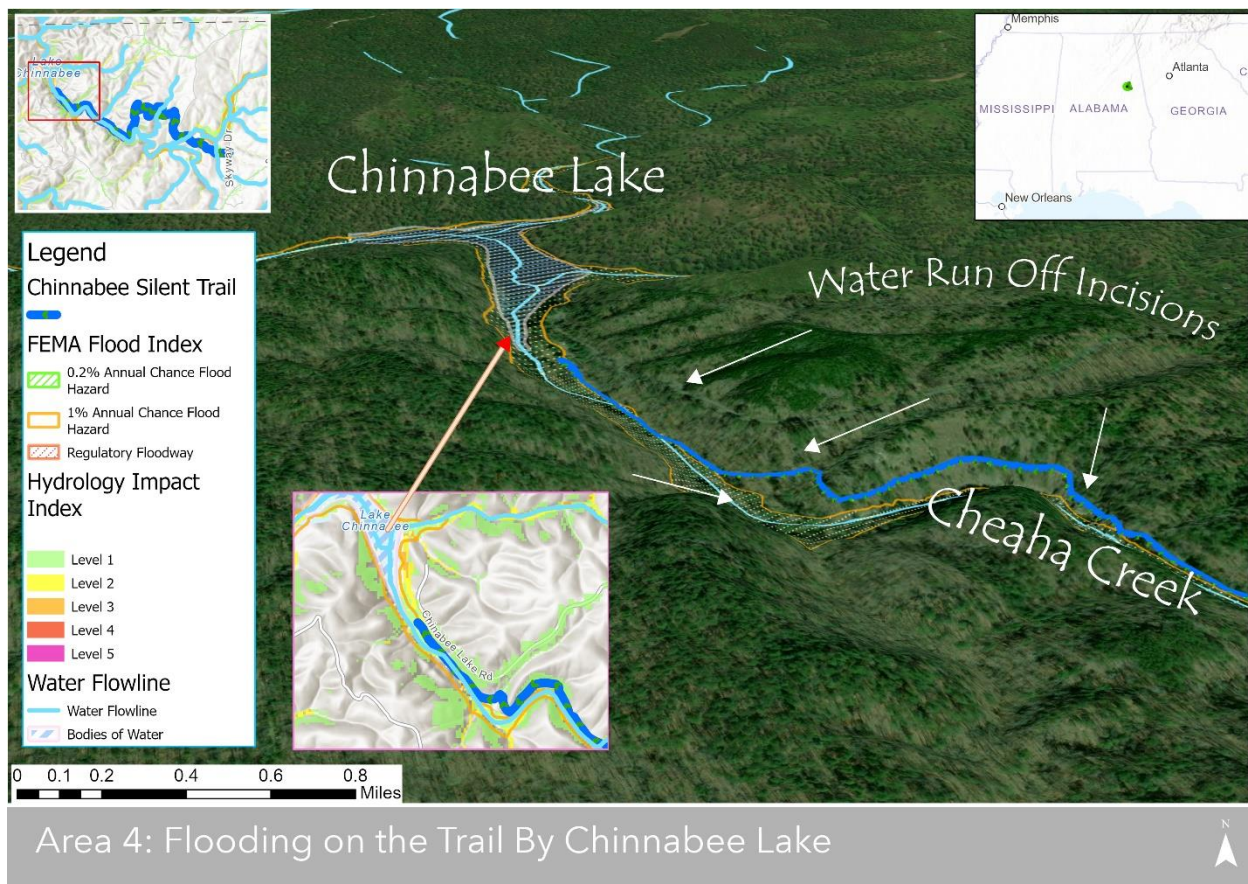 Lake
Chinnabee
Skyway Dr
Memphis
Atlanta
MISSISSIPPI
ALABAMA
GEORGIA
C
New Orleans
Chinnabee Lake
Water Run Off Incisions
Cheaha Creek
Legend
Chinnabee Silent Trail
FEMA Flood Index
0.2% Annual Chance Flood
Hazard
1% Annual Chance Flood
Hazard
Regulatory Floodway
Hydrology Impact
Index
Level 1
Level 2
Level 3
Level 4
Level 5
Water Flowline
Water Flowline
Bodies of Water
Lake
Chinnabee
Chinabee Lake Rd
0 0.1 0.2 0.4 0.6 0.8
Miles
Area 4: Flooding on the Trail By Chinnabee Lake
N